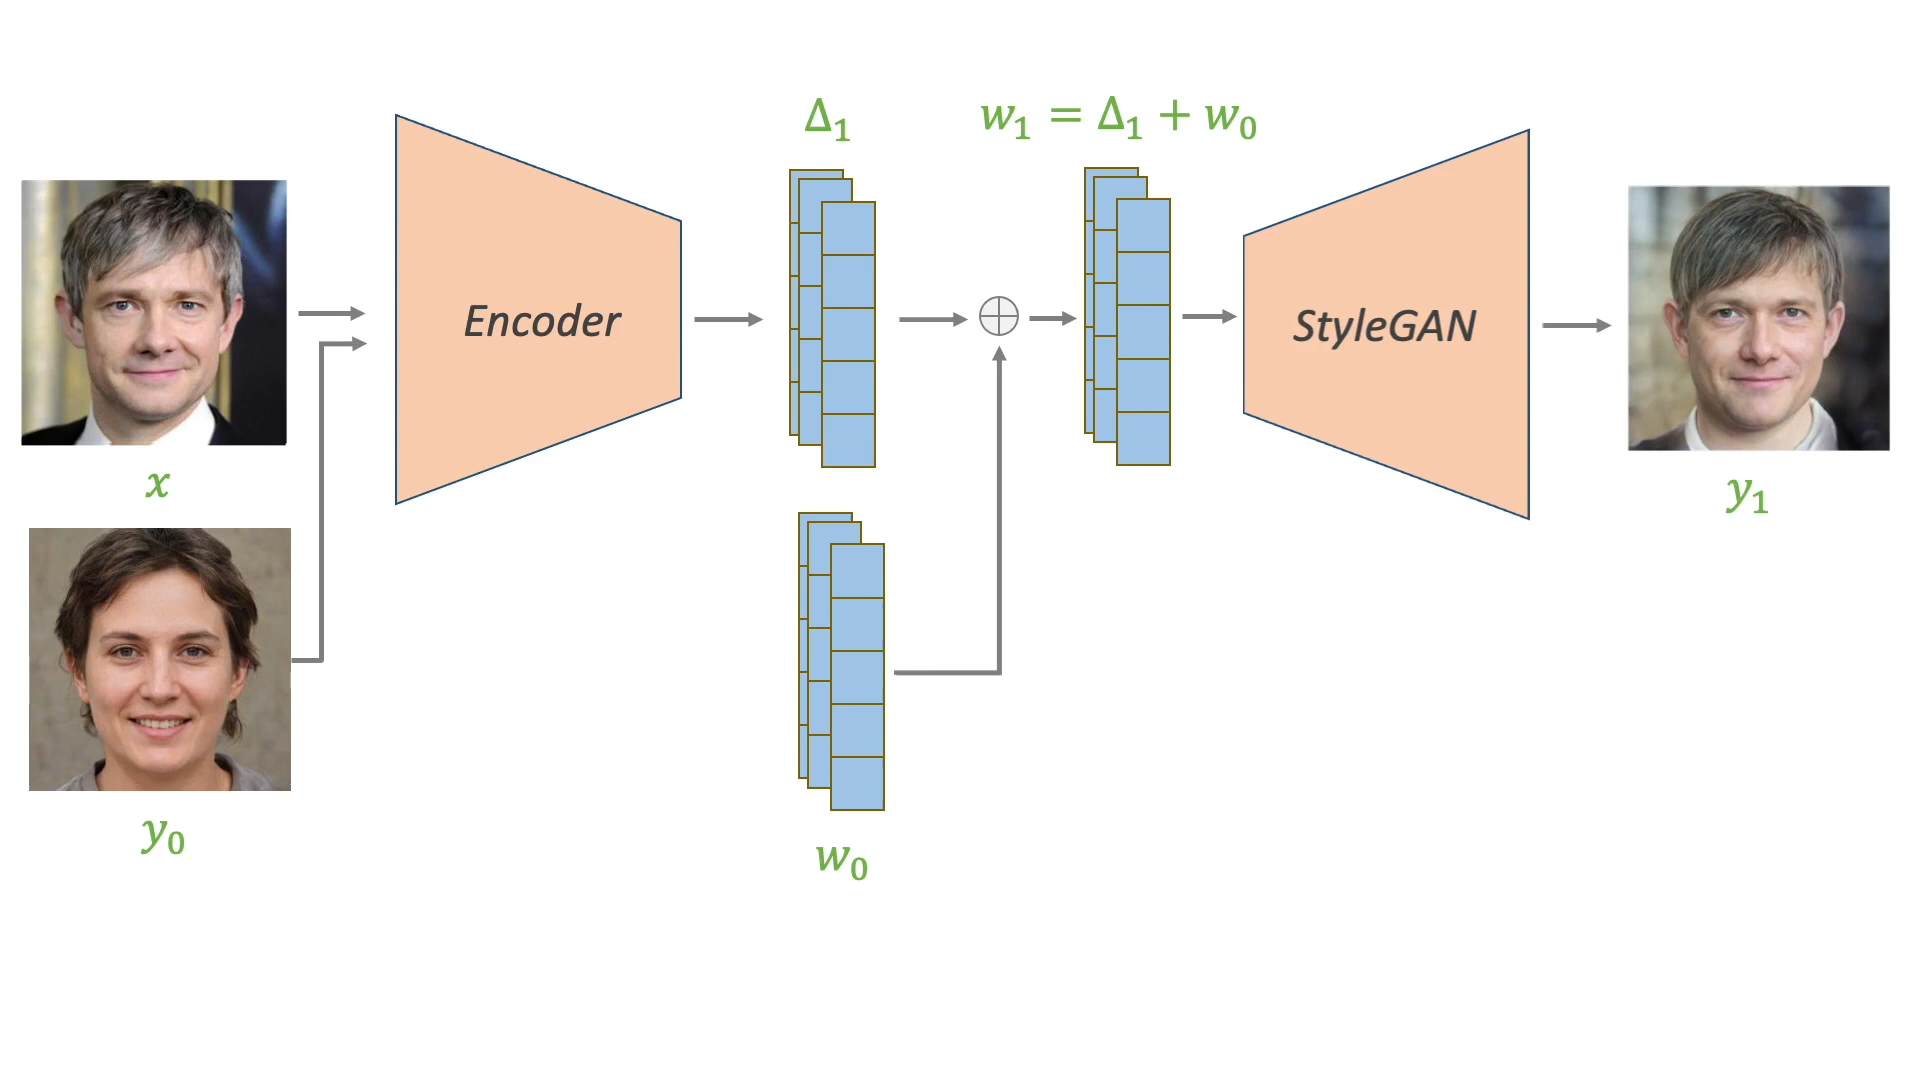 Δ₁
w₁ = Δ₁ + w₀
Encoder
StyleGAN
x
y₁
y₀
w₀